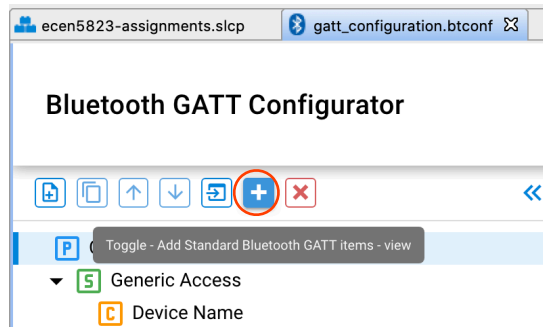 ecen5823-assignments.slcp
gatt_configuration.btconf
Bluetooth GATT Configurator
P
Toggle - Add Standard Bluetooth GATT items - view
S Generic Access
C Device Name